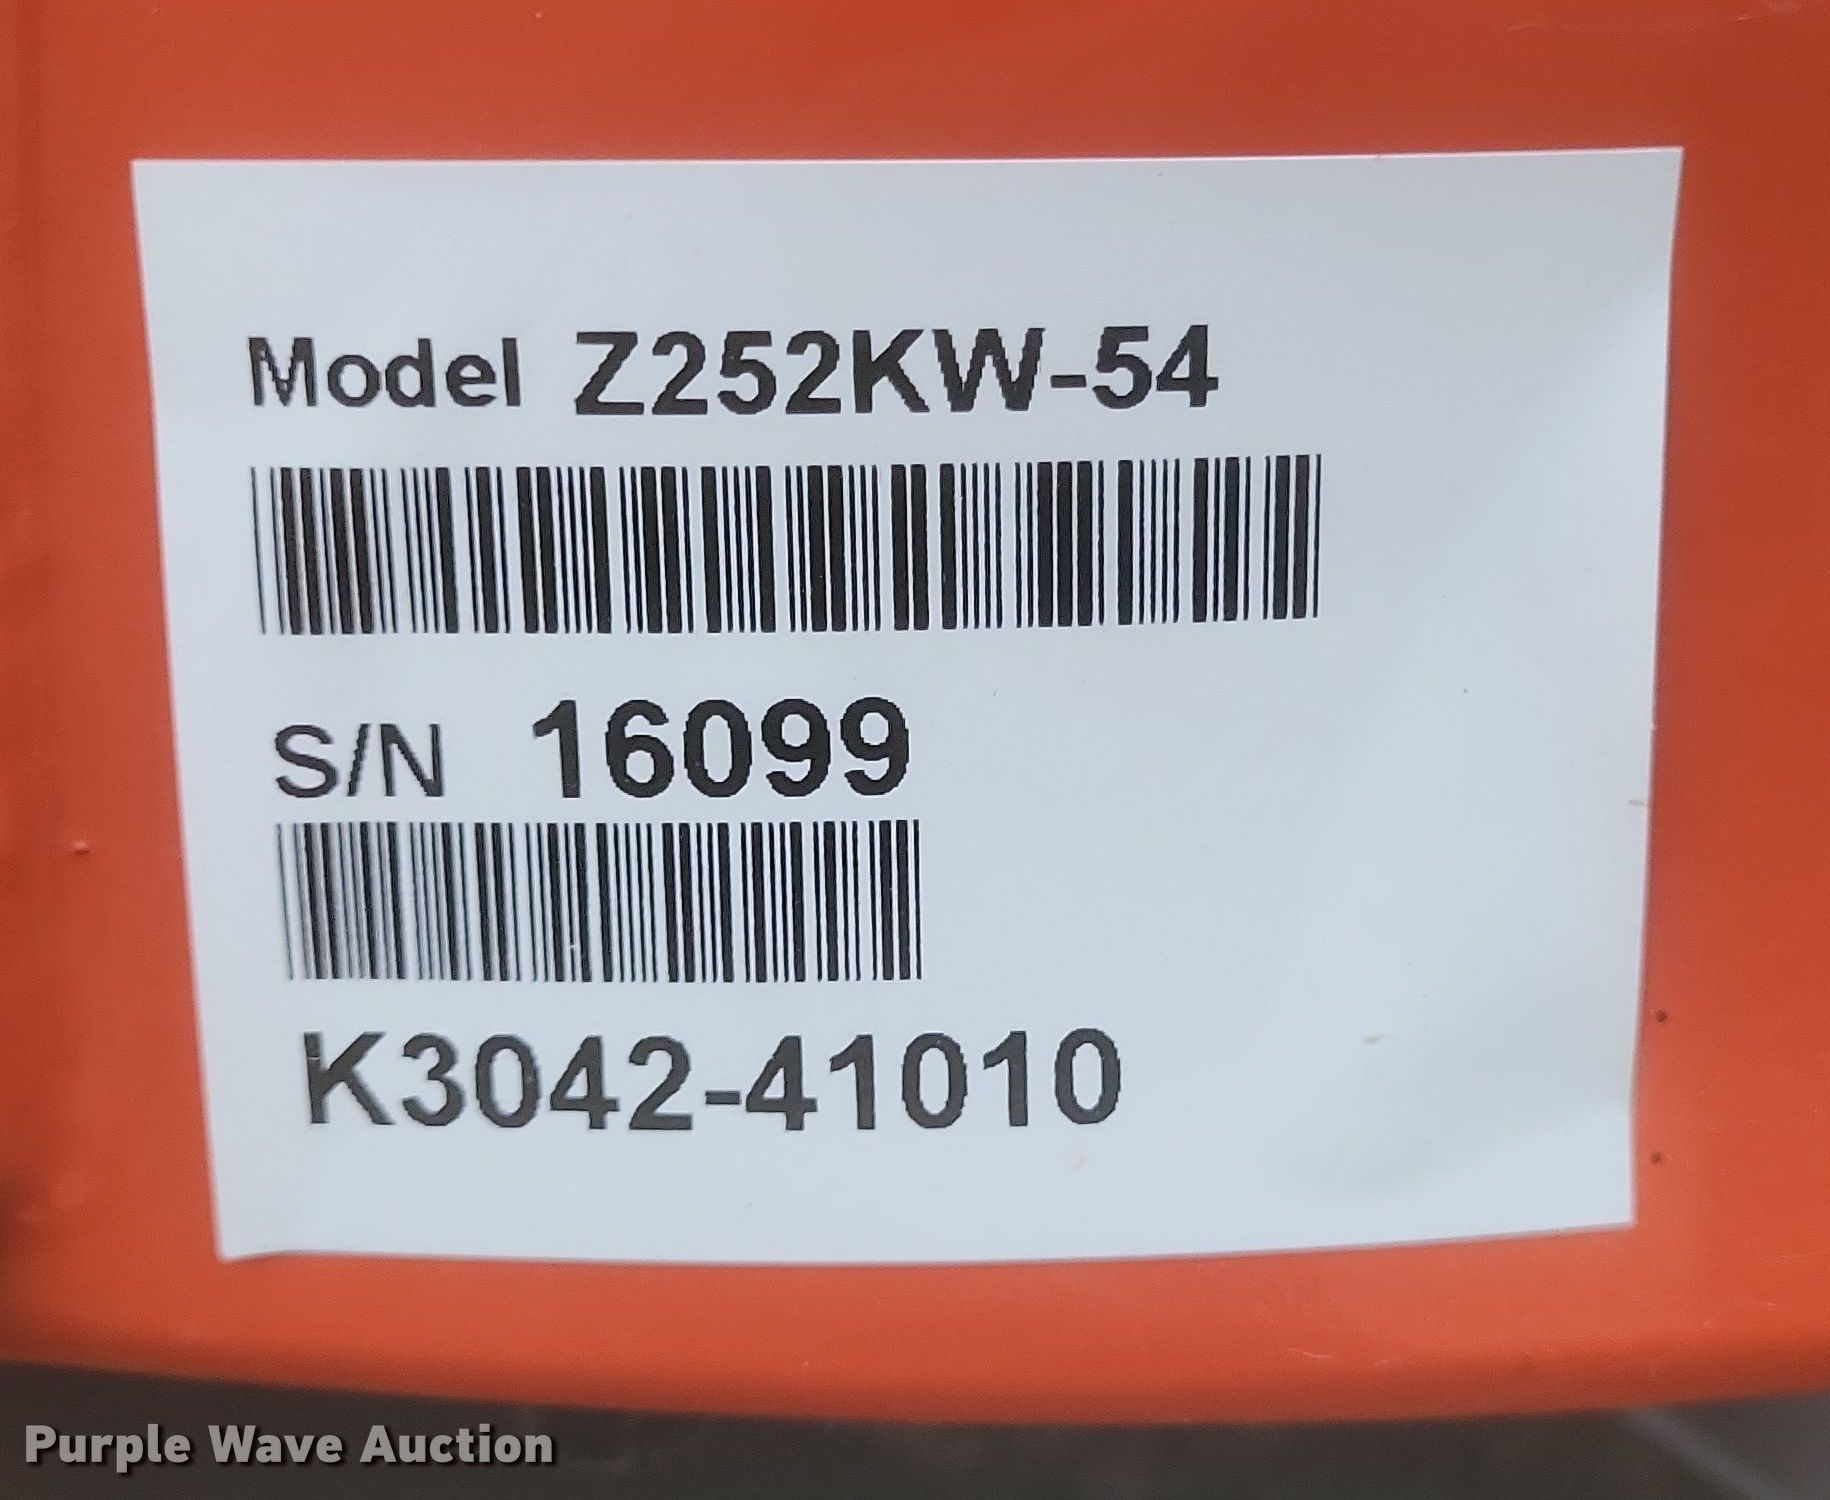 Model Z252KW-54
S/N 16099
K3042-41010
Purple Wave Auction